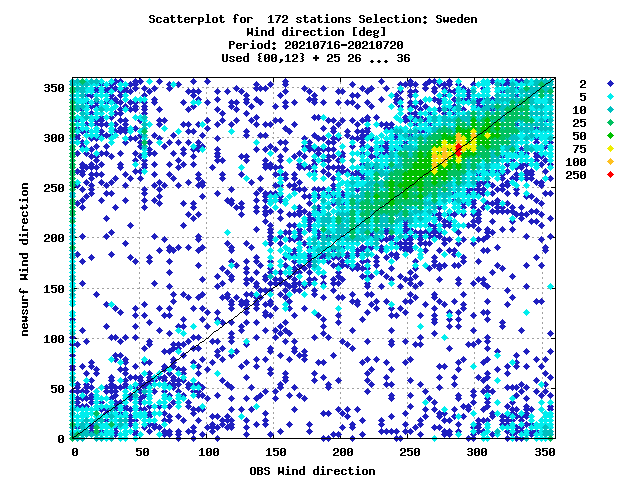 Scatterplot for  172 stations Selection: Sweden
Wind direction [deg]
Period: 20210716-20210720
Used {00,12} + 25 26 ... 36
2
5
10
25
50
75
100
250
350
300
250
200
150
100
50
0
newsurf Wind direction
0 50 100 150 200 250 300 350
OBS Wind direction